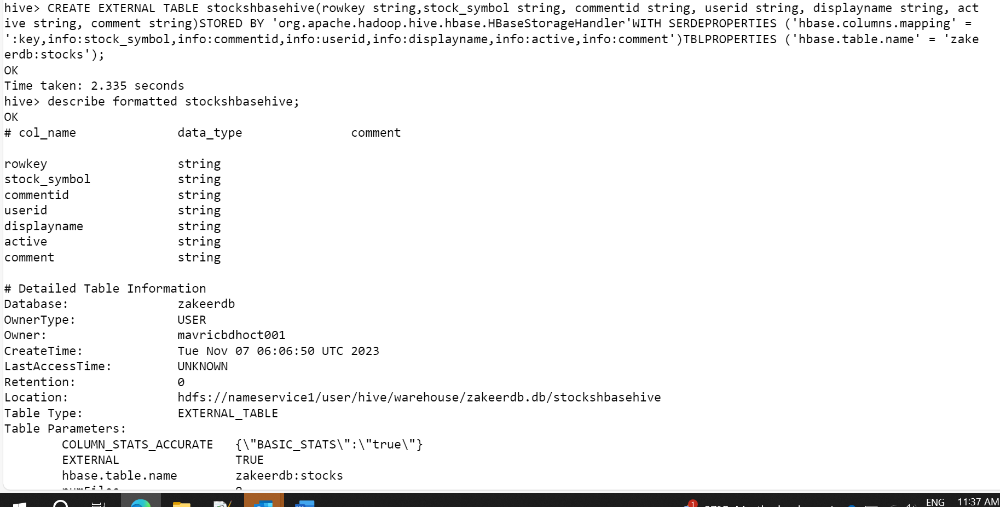 hive> CREATE EXTERNAL TABLE stockshbasehive(rowkey string,stock_symbol string, commentid string, userid string, displayname string, act
ive string, comment string)STORED BY 'org.apache.hadoop.hive.hbase.HBaseStorageHandler'WITH SERDEPROPERTIES ('hbase.columns.mapping' =
':key,info:stock_symbol,info:commentid,info:userid,info:displayname,info:active,info:comment')TBLPROPERTIES ('hbase.table.name' = 'zake
erdb:stocks');
OK
Time taken: 2.335 seconds
hive> describe formatted stockshbasehive;
OK
# col_name data_type comment
rowkey string
stock_symbol string
commentid string
userid string
displayname string
active string
comment string
# Detailed Table Information
Database: zakeerdb
OwnerType: USER
Owner: mavricbdhoct001
CreateTime: Tue Nov 07 06:06:50 UTC 2023
LastAccessTime: UNKNOWN
Retention: 0
Location: hdfs://nameservice1/user/hive/warehouse/zakeerdb.db/stockshbasehive
Table Type: EXTERNAL_TABLE
Table Parameters:
COLUMN_STATS_ACCURATE {\"BASIC_STATS\":\"true\"}
EXTERNAL TRUE
hbase.table.name zakeerdb:stocks
1 ENG 11:37 AM